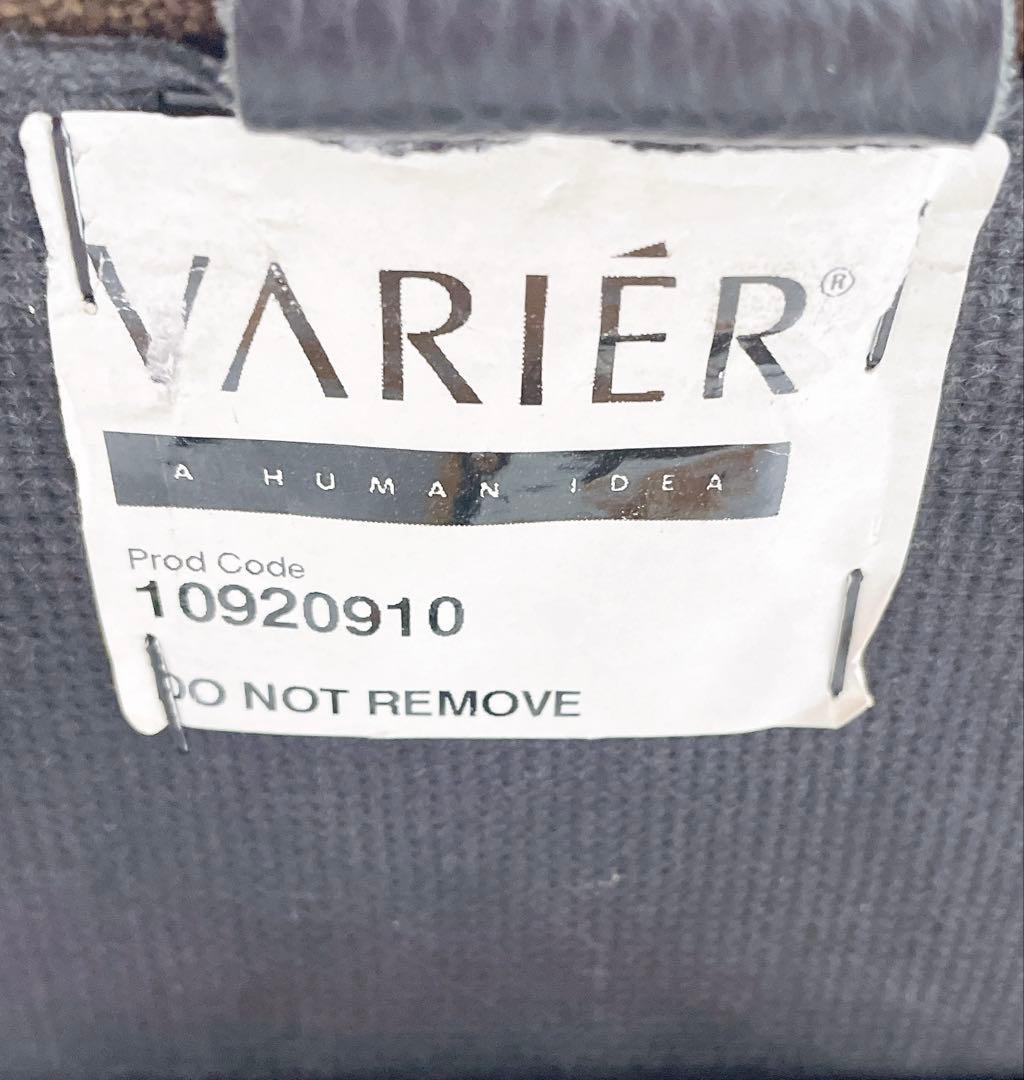 VARIÉR®
A HUMAN IDEA
Prod Code
10920910
DO NOT REMOVE